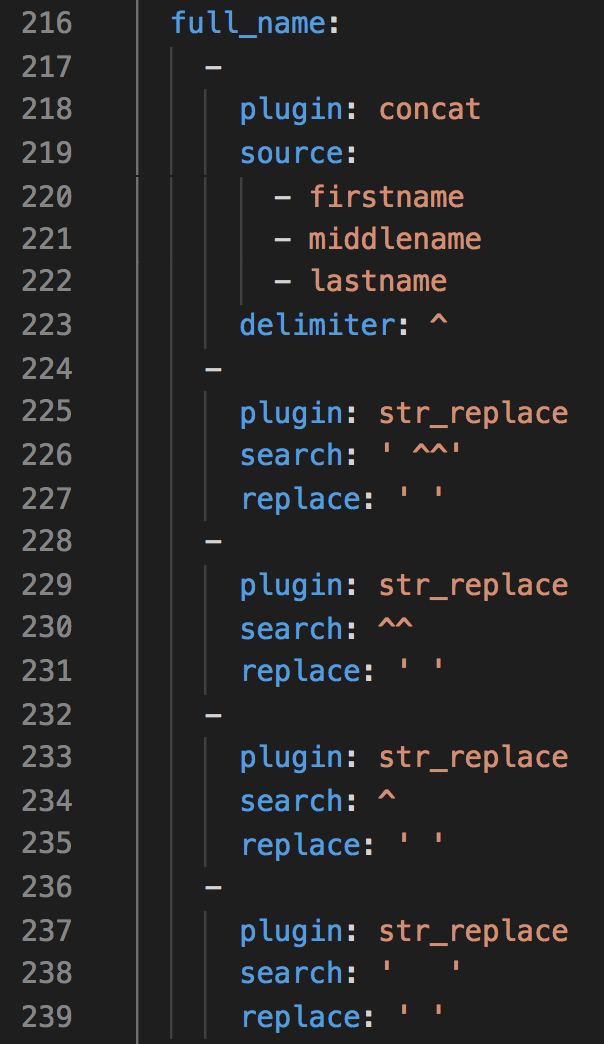 216 full_name:
217   -
218     plugin: concat
219     source:
220       - firstname
221       - middlename
222       - lastname
223     delimiter: ^
224   -
225     plugin: str_replace
226     search: ' ^^'
227     replace: ' '
228   -
229     plugin: str_replace
230     search: ^^
231     replace: ' '
232   -
233     plugin: str_replace
234     search: ^
235     replace: ' '
236   -
237     plugin: str_replace
238     search: '   '
239     replace: ' '